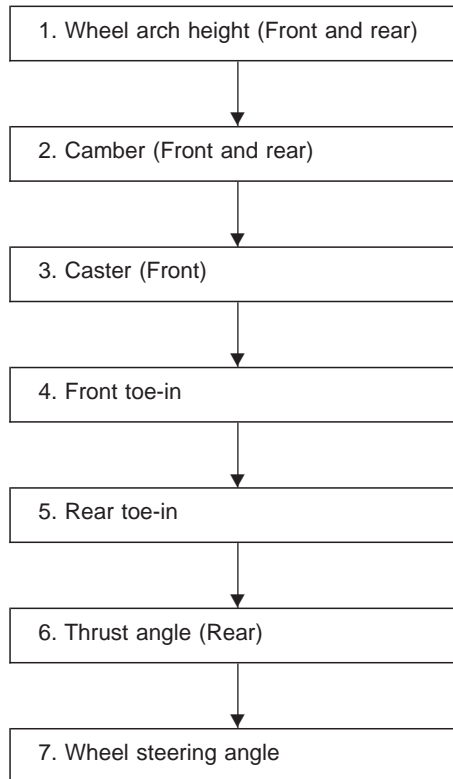 1. Wheel arch height (Front and rear)
2. Camber (Front and rear)
3. Caster (Front)
4. Front toe-in
5. Rear toe-in
6. Thrust angle (Rear)
7. Wheel steering angle